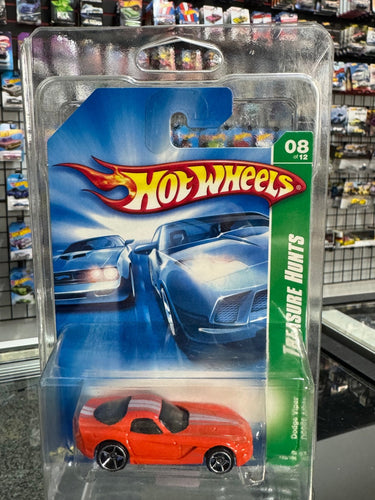 HOT WHEELS
08
of 12
TREASURE HUNTS
Dodge Viper